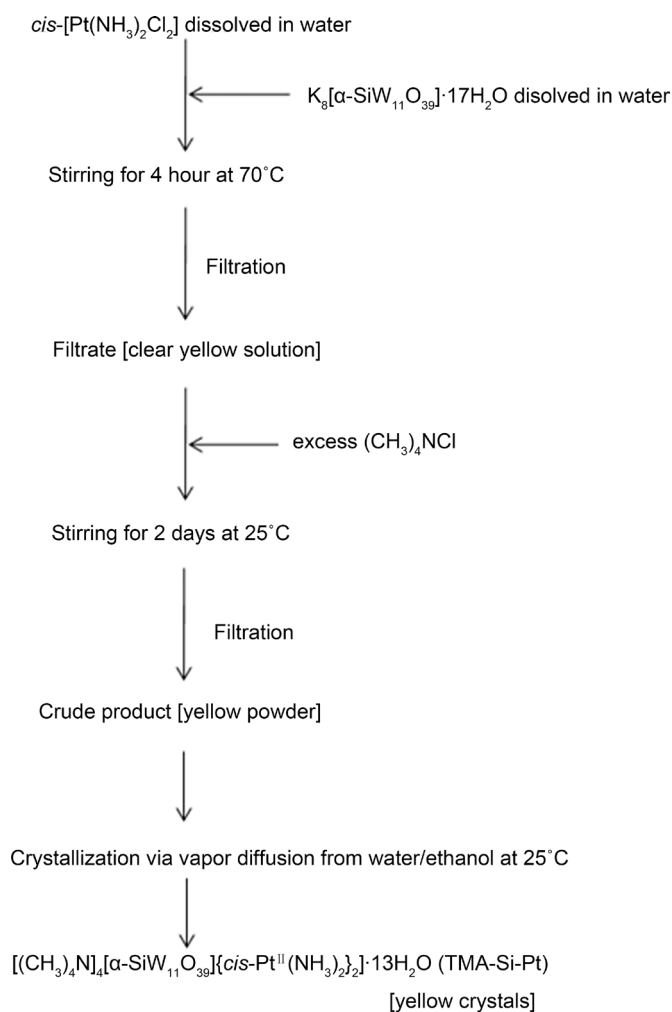 cis-[Pt(NH₃)₂Cl₂] dissolved in water
K₈[α-SiW₁₁O₃₉]·17H₂O disolved in water
Stirring for 4 hour at 70˚C
Filtration
Filtrate [clear yellow solution]
excess (CH₃)₄NCl
Stirring for 2 days at 25˚C
Filtration
Crude product [yellow powder]
Crystallization via vapor diffusion from water/ethanol at 25˚C
[(CH₃)₄N]₄[α-SiW₁₁O₃₉]{cis-Ptᴵᴵ(NH₃)₂}₂]·13H₂O (TMA-Si-Pt)
[yellow crystals]